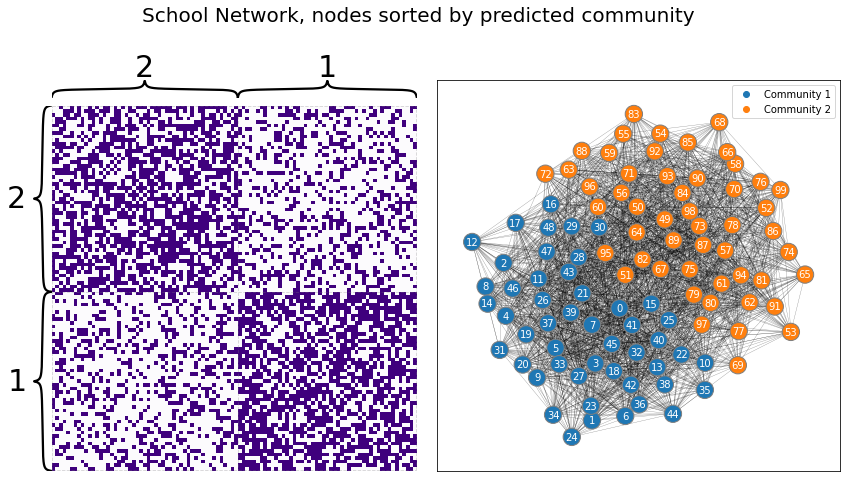 School Network, nodes sorted by predicted community
2 1
2
1
Community 1
Community 2
83
68
55 54
85
88 59 92 66
58
72 63 71 93 90 76
96 56 84 70 99
16 60 50 98 52
17 48 29 30 49 73 78 86
12 64 89 87
47 28 95 82 57 74
2 43 51 67 75 94 65
8 11 61 81
46 21 79
14 26 0 15 80 62 91
4 39 25
37 7 41 97 77 53
19 40
31 5 45 32 22
20 33 3 18 13 10 69
9 27 42 38 35
23 36
34 1 6 44
24